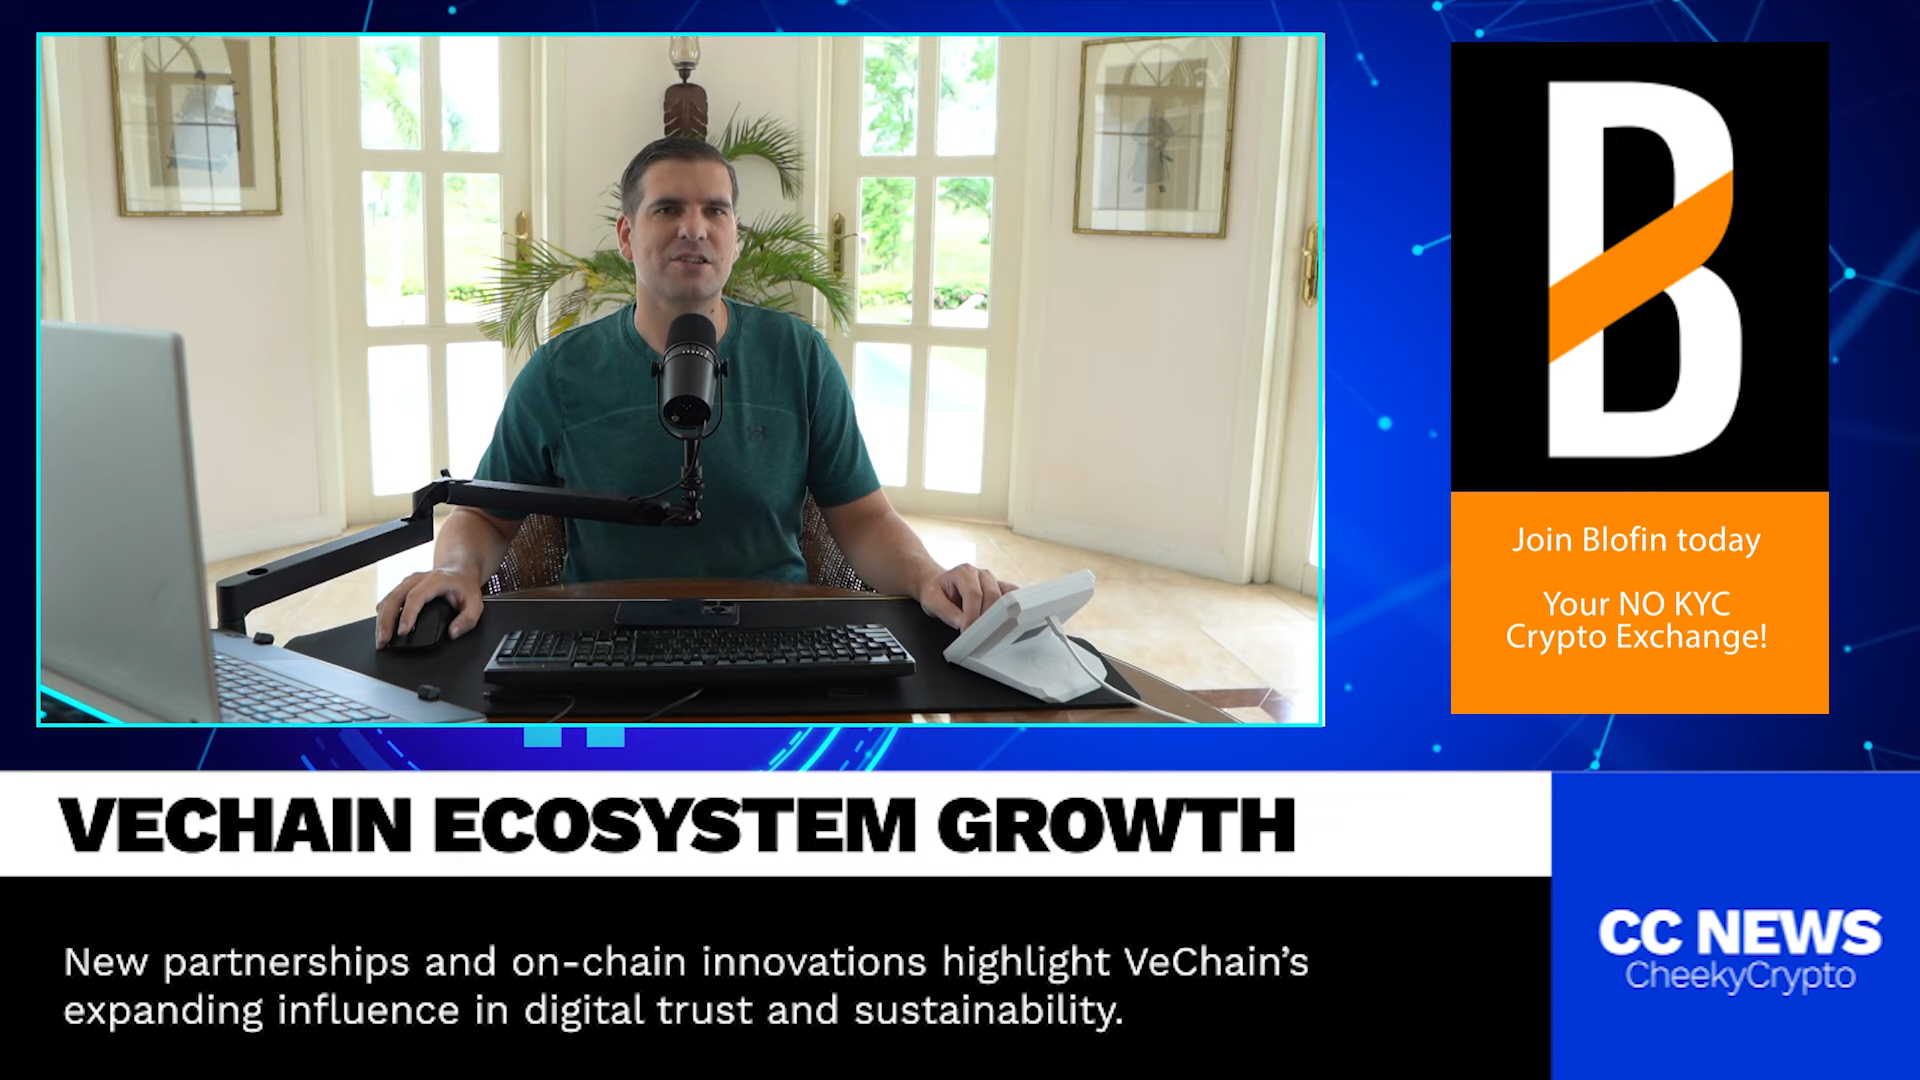 B
Join Blofin today
Your NO KYC
Crypto Exchange!
VECHAIN ECOSYSTEM GROWTH
New partnerships and on-chain innovations highlight VeChain’s
expanding influence in digital trust and sustainability.
CC NEWS
CheekyCrypto